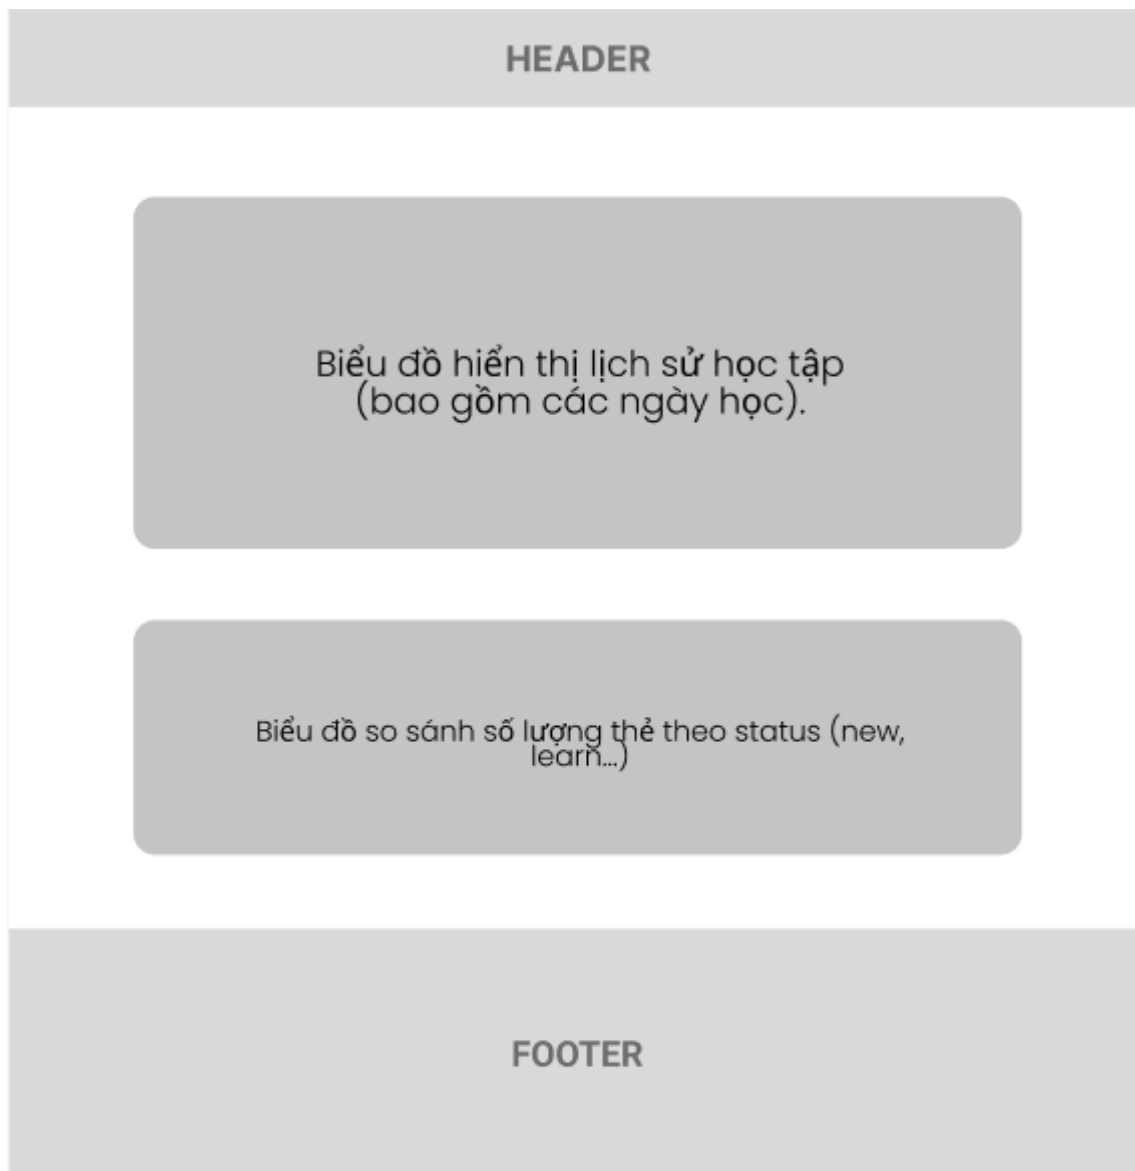 HEADER
Biểu đồ hiển thị lịch sử học tập
(bao gồm các ngày học).
Biểu đồ so sánh số lượng thẻ theo status (new,
learn...)
FOOTER